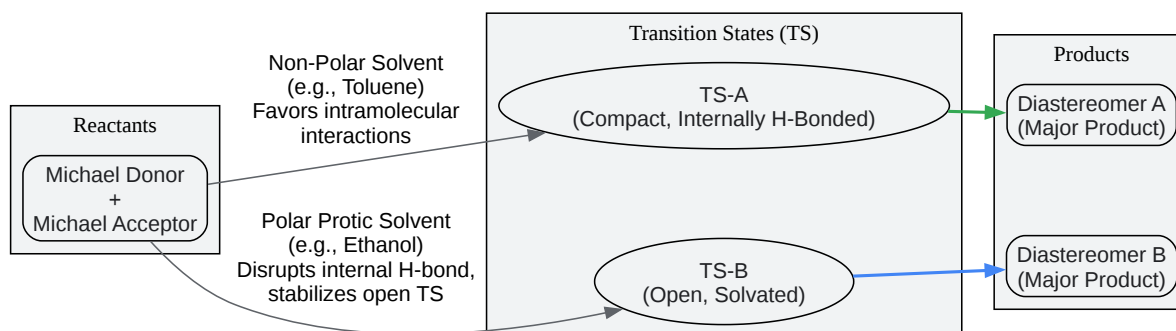 Reactants
Michael Donor
+
Michael Acceptor
Non-Polar Solvent
(e.g., Toluene)
Favors intramolecular
interactions
Polar Protic Solvent
(e.g., Ethanol)
Disrupts internal H-bond,
stabilizes open TS
Transition States (TS)
TS-A
(Compact, Internally H-Bonded)
TS-B
(Open, Solvated)
Products
Diastereomer A
(Major Product)
Diastereomer B
(Major Product)